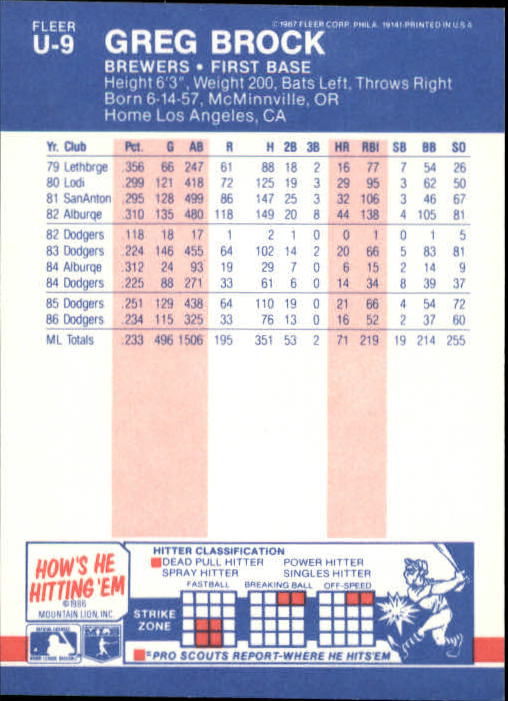 FLEER
U-9
© 1987 FLEER CORP. PHILA. 19141-PRINTED IN U.S.A.
GREG BROCK
BREWERS • FIRST BASE
Height 6'3", Weight 200, Bats Left, Throws Right
Born 6-14-57, McMinnville, OR
Home Los Angeles, CA
Yr. Club Pct. G AB R H 2B 3B HR RBI SB BB SO
79 Lethbrge .356 66 247 61 88 18 2 16 77 7 54 26
80 Lodi .299 121 418 72 125 19 3 29 95 3 62 50
81 SanAnton .295 128 499 86 147 25 3 32 106 3 46 67
82 Alburqe .310 135 480 118 149 20 8 44 138 4 105 81
82 Dodgers .118 18 17 1 2 1 0 0 1 0 1 5
83 Dodgers .224 146 455 64 102 14 2 20 66 5 83 81
84 Alburqe .312 24 93 19 29 7 0 6 15 2 14 9
84 Dodgers .225 88 271 33 61 6 0 14 34 8 39 37
85 Dodgers .251 129 438 64 110 19 0 21 66 4 54 72
86 Dodgers .234 115 325 33 76 13 0 16 52 2 37 60
ML Totals .233 496 1506 195 351 53 2 71 219 19 214 255
HOW'S HE
HITTING 'EM
©1986
MOUNTAIN LION, INC.
HITTER CLASSIFICATION
DEAD PULL HITTER POWER HITTER
SPRAY HITTER SINGLES HITTER
FASTBALL BREAKING BALL OFF-SPEED
STRIKE
ZONE
=PRO SCOUTS REPORT-WHERE HE HITS'EM